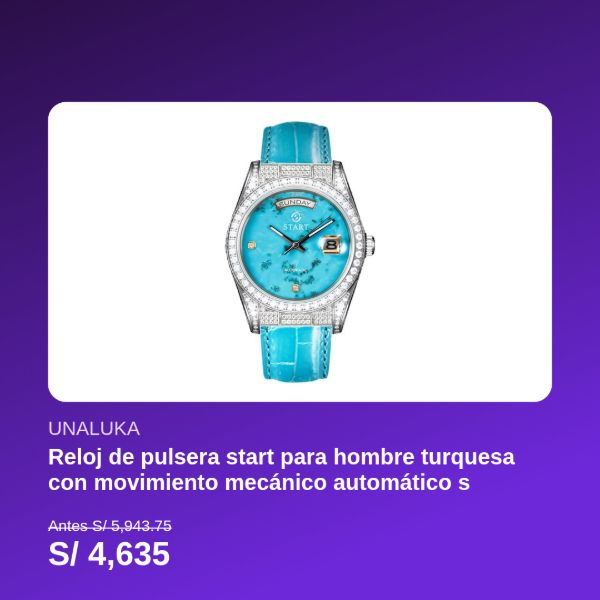 SUNDAY
START
8
UNALUKA
Reloj de pulsera start para hombre turquesa
con movimiento mecánico automático s
Antes S/ 5,943.75
S/ 4,635